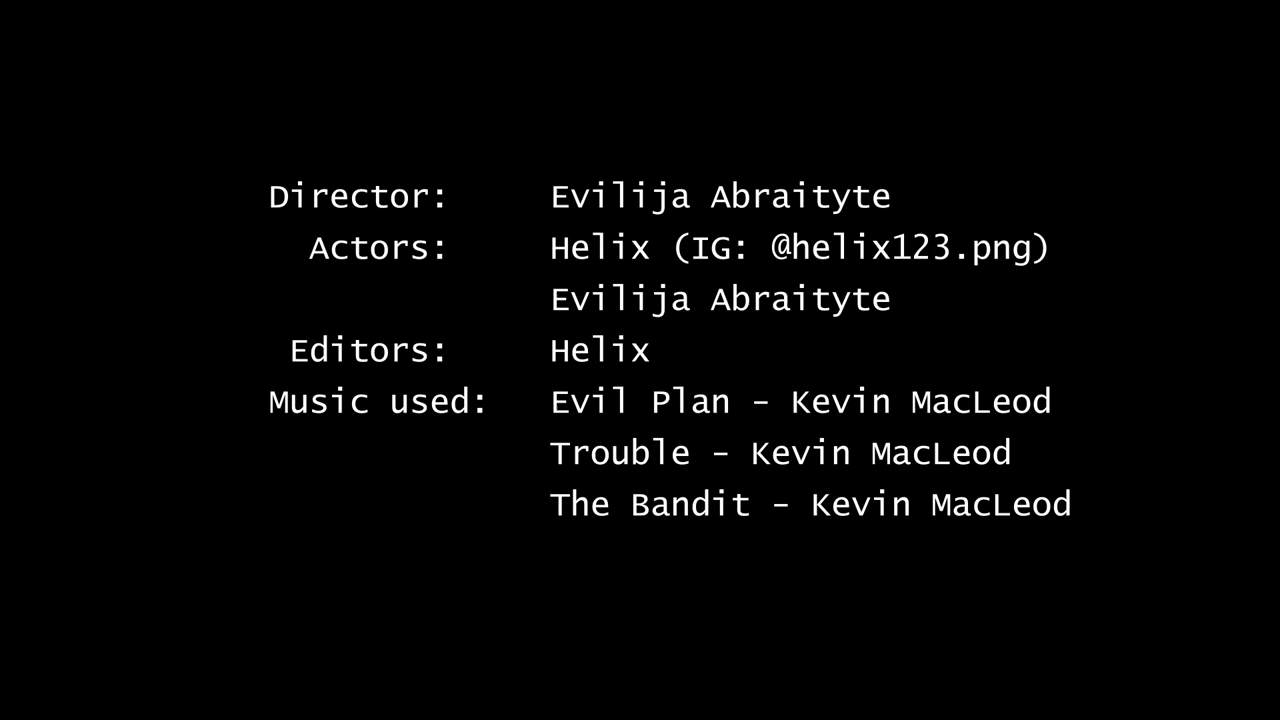 Director: Evilija Abraityte
Actors: Helix (IG: @helix123.png)
Evilija Abraityte
Editors: Helix
Music used: Evil Plan – Kevin MacLeod
Trouble – Kevin MacLeod
The Bandit – Kevin MacLeod